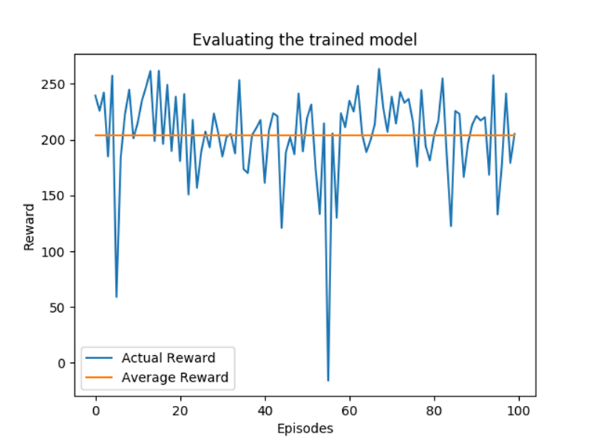 Evaluating the trained model
250
200
150
100
50
0
Reward
Actual Reward
Average Reward
0 20 40 60 80 100
Episodes